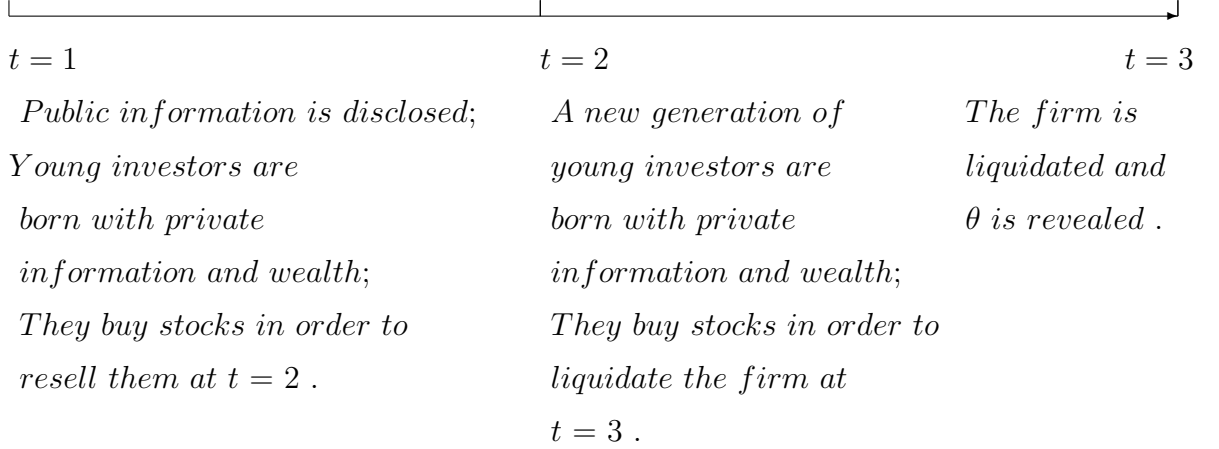 t = 1
Public information is disclosed;
Young investors are
born with private
information and wealth;
They buy stocks in order to
resell them at t = 2 .
t = 2
A new generation of
young investors are
born with private
information and wealth;
They buy stocks in order to
liquidate the firm at
t = 3 .
t = 3
The firm is
liquidated and
θ is revealed .